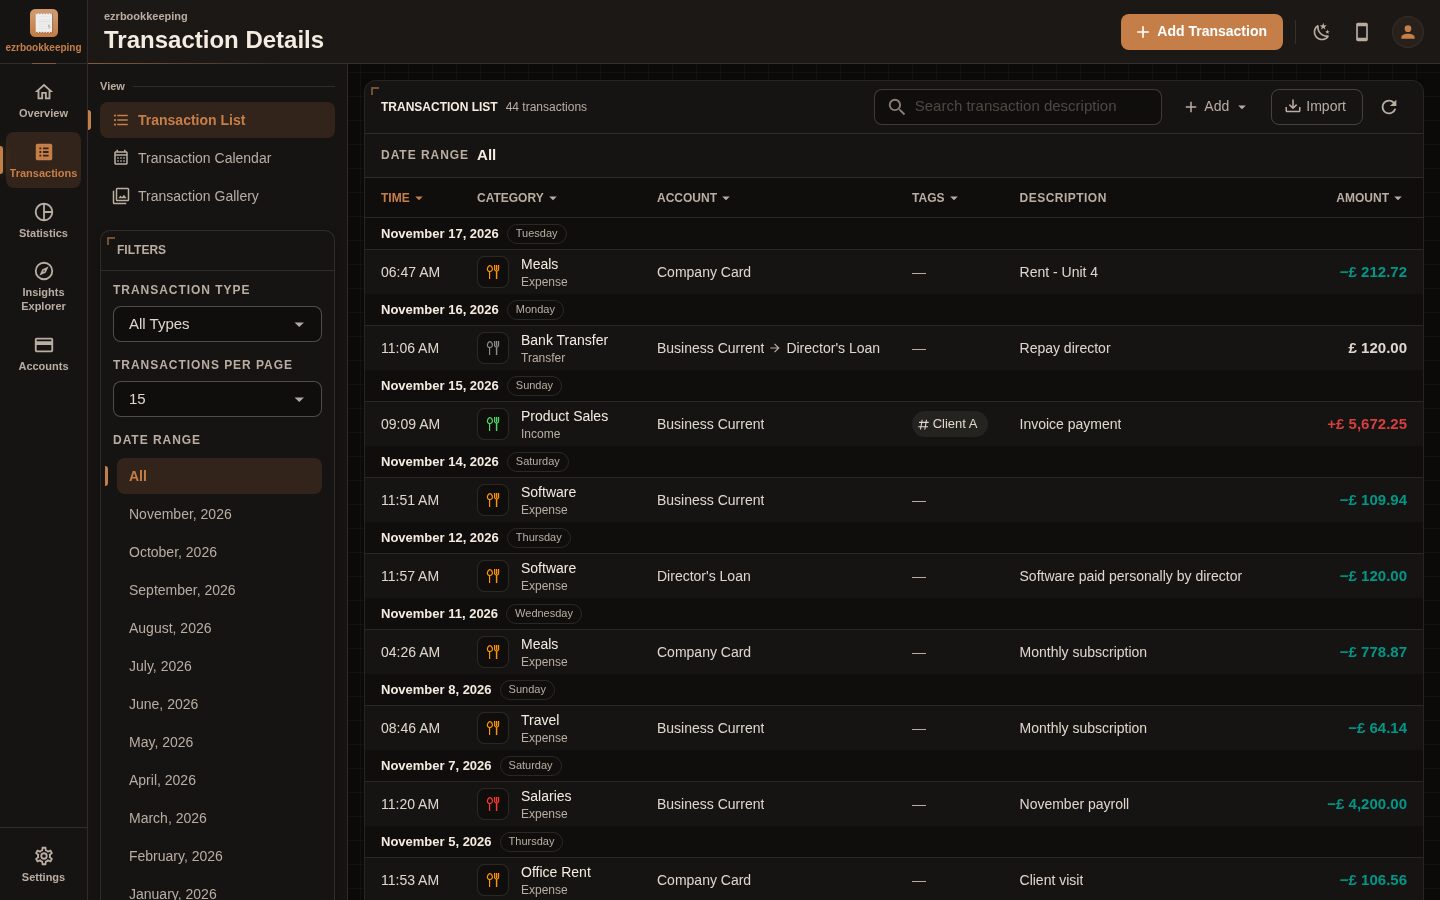 ezrbookkeeping
Overview
Transactions
Statistics
Insights
Explorer
Accounts
Settings
ezrbookkeeping
Transaction Details
Add Transaction
View
Transaction List
Transaction Calendar
Transaction Gallery
FILTERS
TRANSACTION TYPE
All Types
TRANSACTIONS PER PAGE
15
DATE RANGE
All
November, 2026
October, 2026
September, 2026
August, 2026
July, 2026
June, 2026
May, 2026
April, 2026
March, 2026
February, 2026
January, 2026
TRANSACTION LIST 44 transactions
Search transaction description
Add
Import
DATE RANGE All
TIME CATEGORY ACCOUNT TAGS DESCRIPTION AMOUNT
November 17, 2026 Tuesday
06:47 AM Meals Company Card — Rent - Unit 4 −£ 212.72
Expense
November 16, 2026 Monday
11:06 AM Bank Transfer Business Current → Director's Loan — Repay director £ 120.00
Transfer
November 15, 2026 Sunday
09:09 AM Product Sales Business Current # Client A Invoice payment +£ 5,672.25
Income
November 14, 2026 Saturday
11:51 AM Software Business Current — −£ 109.94
Expense
November 12, 2026 Thursday
11:57 AM Software Director's Loan — Software paid personally by director −£ 120.00
Expense
November 11, 2026 Wednesday
04:26 AM Meals Company Card — Monthly subscription −£ 778.87
Expense
November 8, 2026 Sunday
08:46 AM Travel Business Current — Monthly subscription −£ 64.14
Expense
November 7, 2026 Saturday
11:20 AM Salaries Business Current — November payroll −£ 4,200.00
Expense
November 5, 2026 Thursday
11:53 AM Office Rent Company Card — Client visit −£ 106.56
Expense